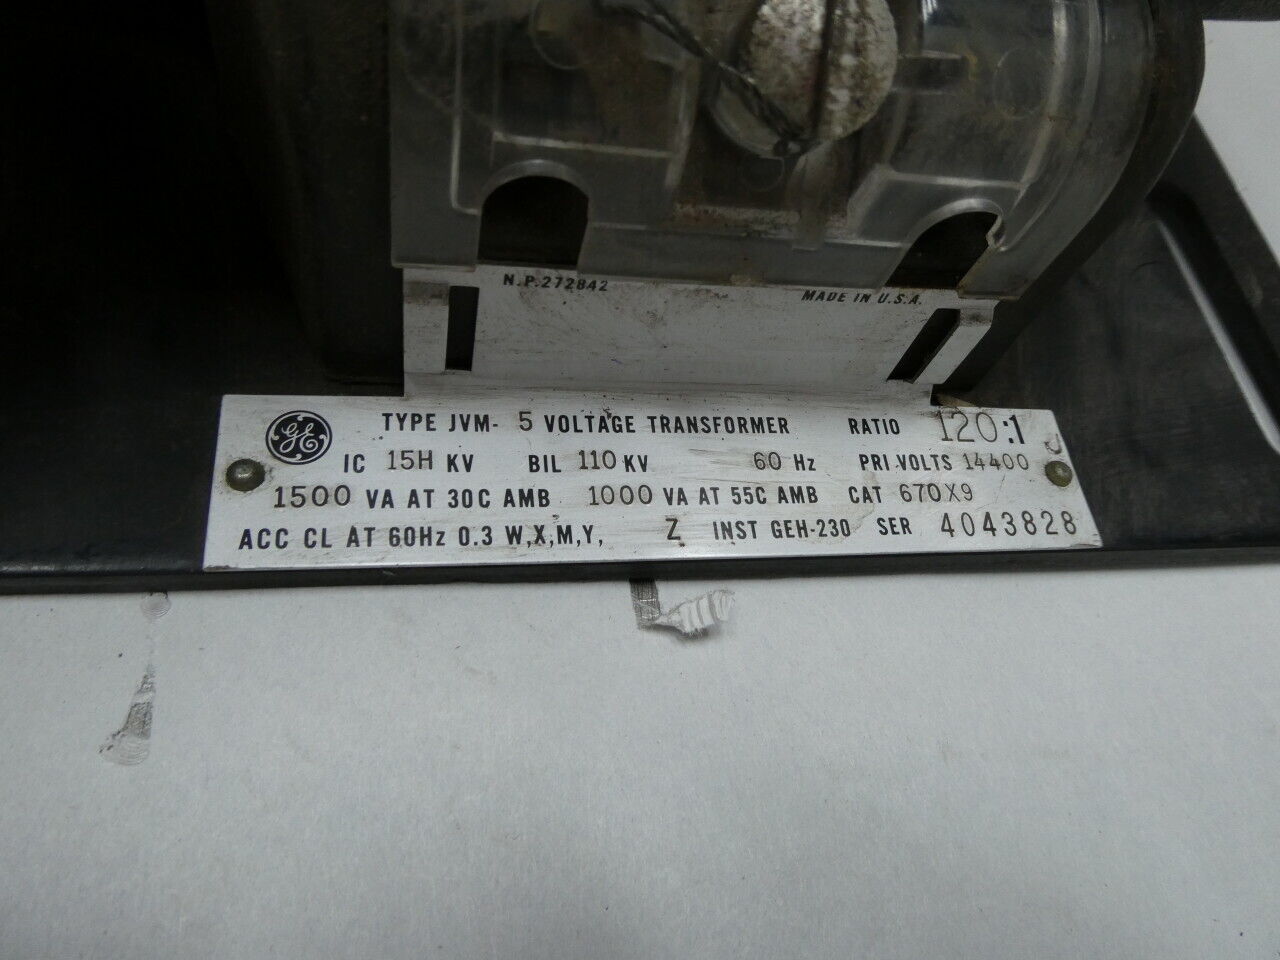 N.P. 272842
MADE IN U.S.A.
GE TYPE JVM- 5 VOLTAGE TRANSFORMER RATIO 120:1
IC 15H KV BIL 110 KV 60 Hz PRI. VOLTS 14400
1500 VA AT 30C AMB 1000 VA AT 55C AMB CAT 670X9
ACC CL AT 60Hz 0.3 W,X,M,Y, Z INST GEH-230 SER 4043828